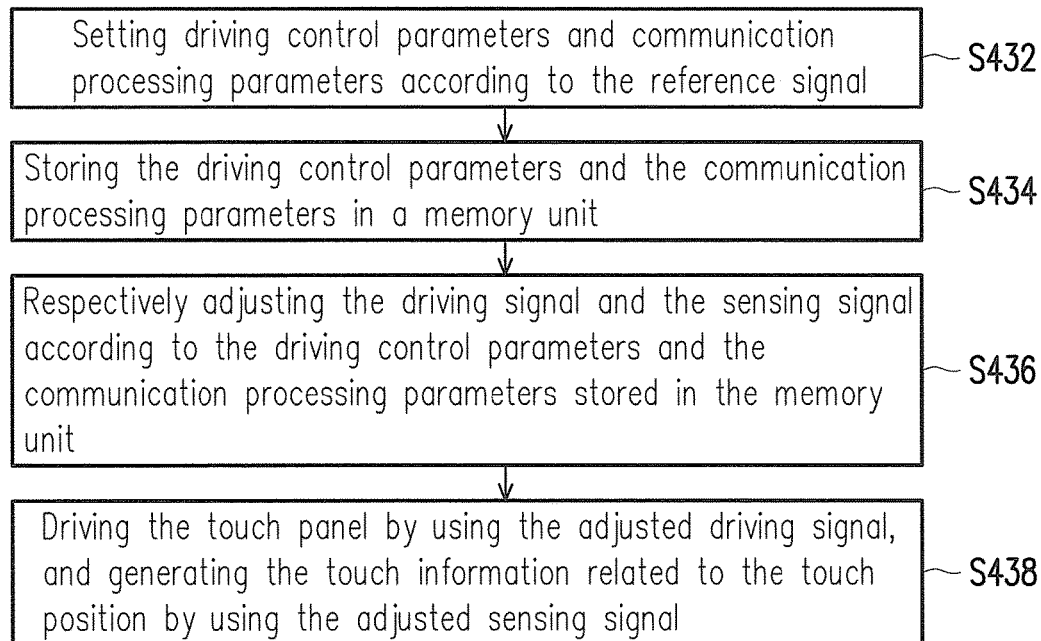 Setting driving control parameters and communication
processing parameters according to the reference signal
S432
Storing the driving control parameters and the communication
processing parameters in a memory unit
S434
Respectively adjusting the driving signal and the sensing signal
according to the driving control parameters and the
communication processing parameters stored in the memory
unit
S436
Driving the touch panel by using the adjusted driving signal,
and generating the touch information related to the touch
position by using the adjusted sensing signal
S438